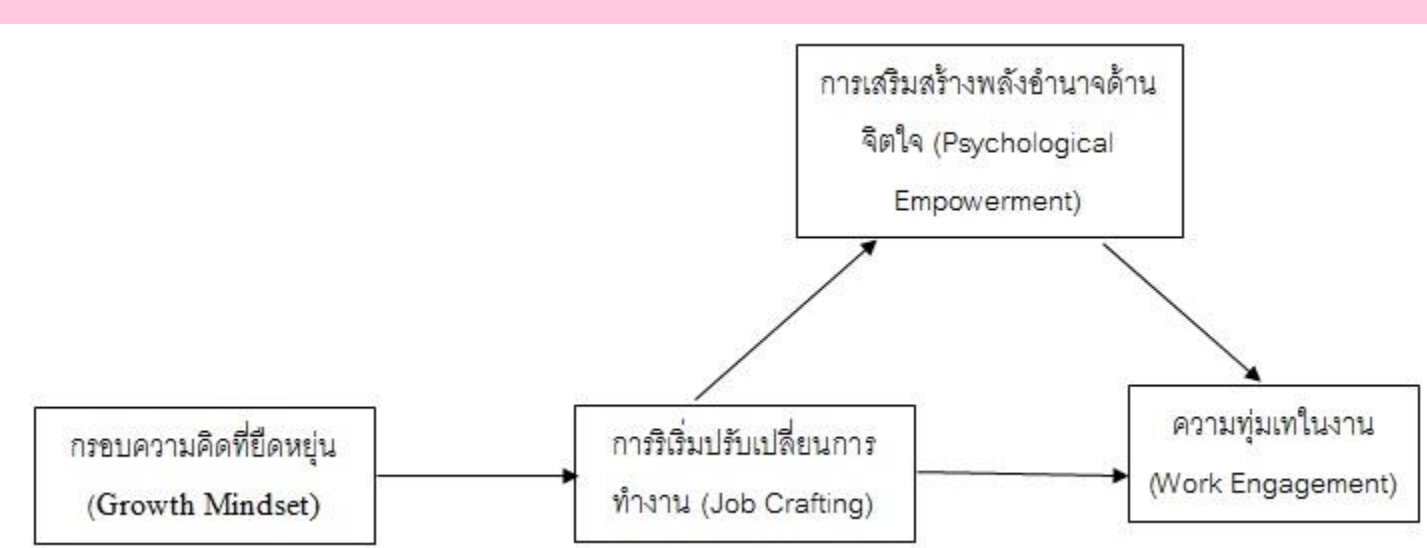 การเสริมสร้างพลังอำนาจด้าน
จิตใจ (Psychological
Empowerment)
กรอบความคิดที่ยืดหยุ่น
(Growth Mindset)
การริเริ่มปรับเปลี่ยนการ
ทำงาน (Job Crafting)
ความทุ่มเทในงาน
(Work Engagement)